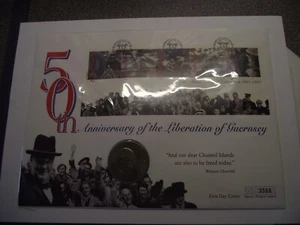 50th
Anniversary of the Liberation of Guernsey
"And our dear Channel Islands
are also to be freed today."
Winston Churchill
First Day Cover